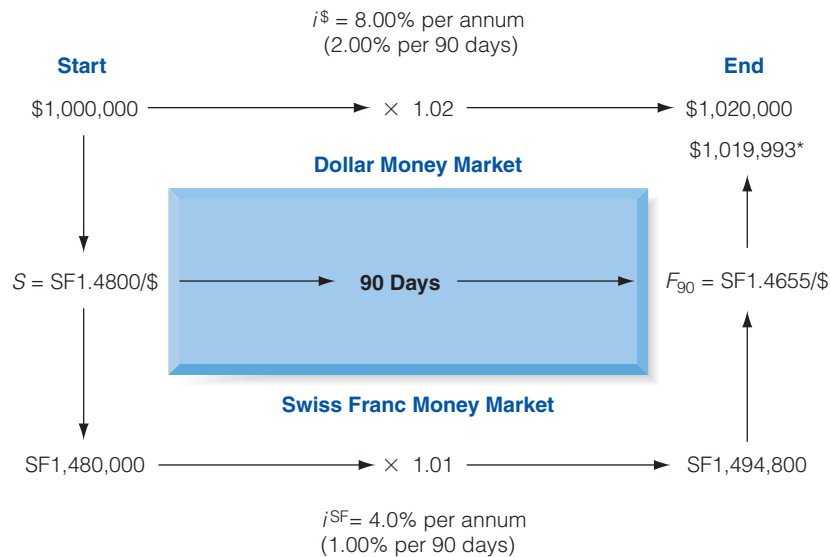 i$ = 8.00% per annum
(2.00% per 90 days)
Start
End
$1,000,000
× 1.02
$1,020,000
$1,019,993*
Dollar Money Market
S = SF1.4800/$
90 Days
F90 = SF1.4655/$
Swiss Franc Money Market
SF1,480,000
× 1.01
SF1,494,800
iSF= 4.0% per annum
(1.00% per 90 days)